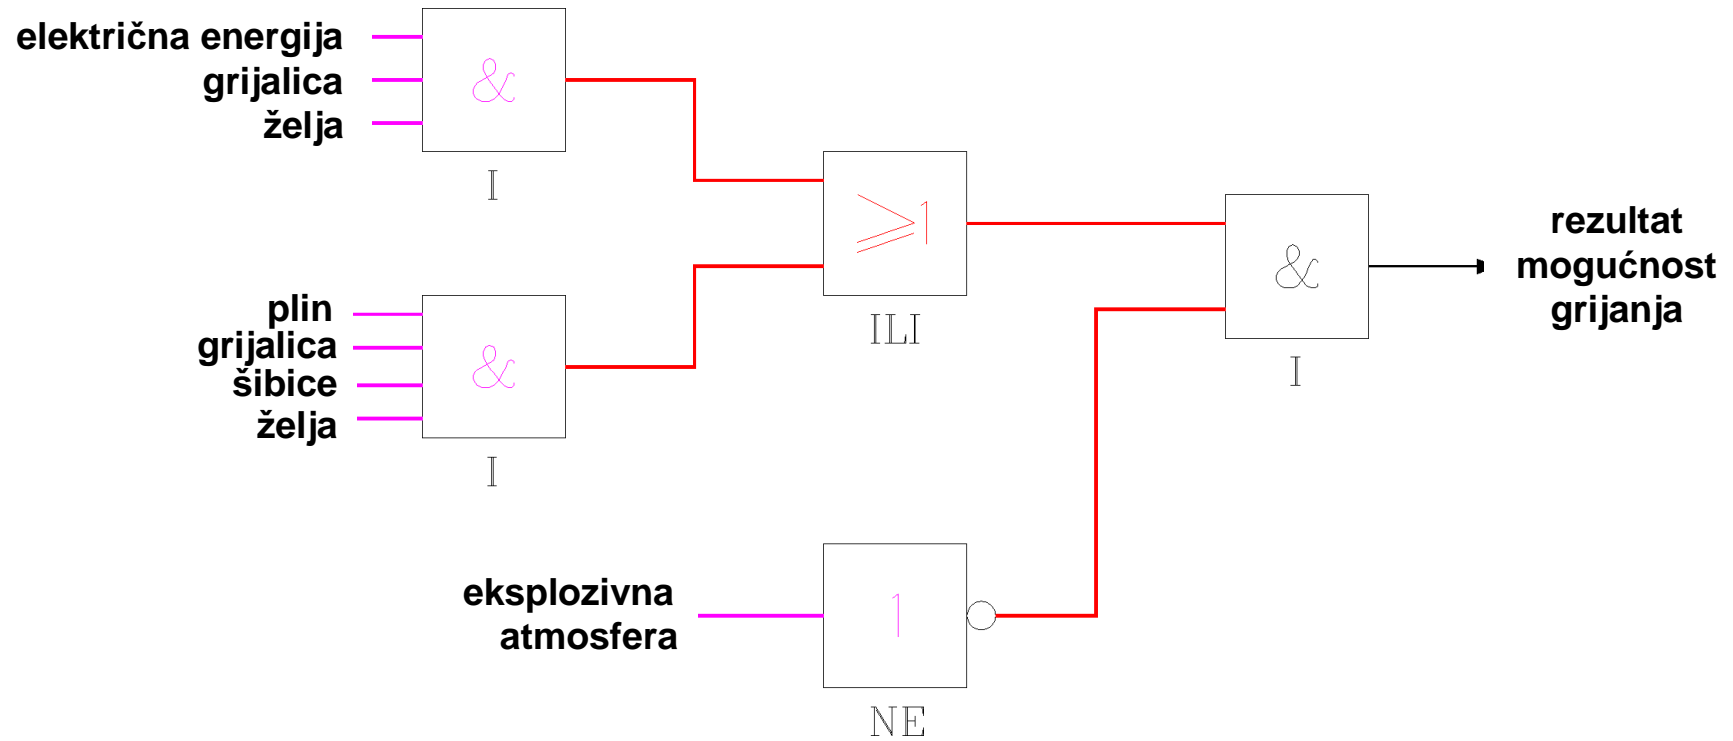 električna energija
grijalica
želja
&
I
plin
grijalica
šibice
želja
&
I
≥1
ILI
eksplozivna
atmosfera
1
NE
&
I
rezultat
mogućnost
grijanja